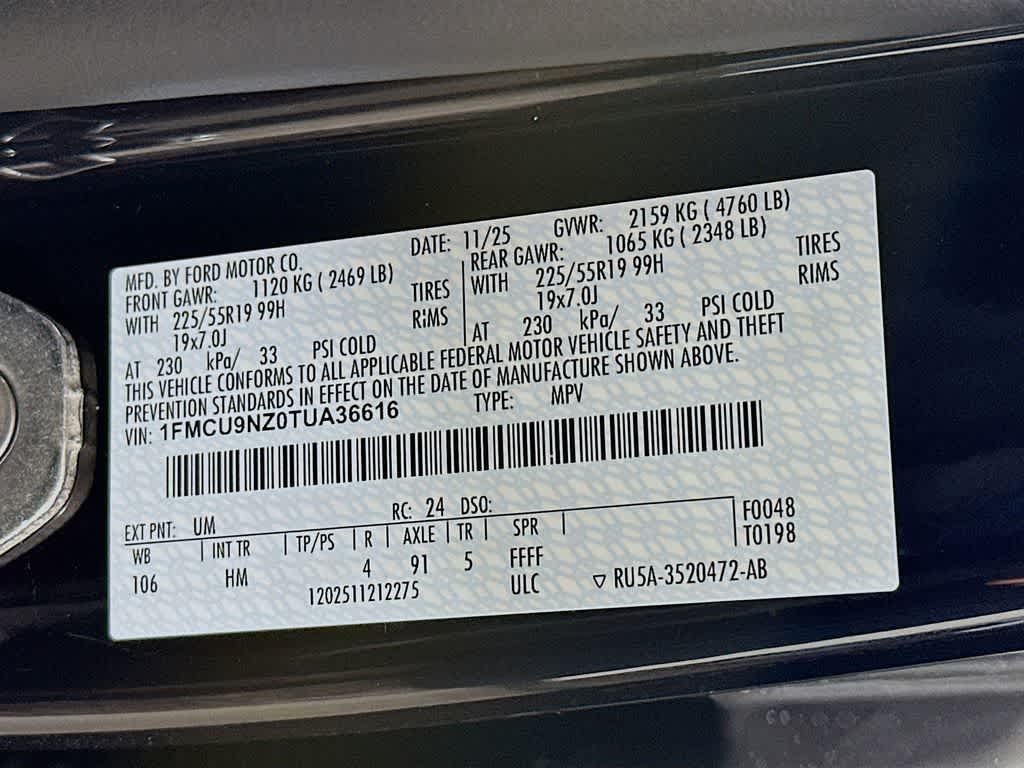 MFD. BY FORD MOTOR CO.
DATE: 11/25 GVWR: 2159 KG ( 4760 LB)
FRONT GAWR: 1120 KG ( 2469 LB)
WITH 225/55R19 99H TIRES
19x7.0J RIMS
AT 230 kPa/ 33 PSI COLD
REAR GAWR: 1065 KG ( 2348 LB)
WITH 225/55R19 99H TIRES
19x7.0J RIMS
AT 230 kPa/ 33 PSI COLD
THIS VEHICLE CONFORMS TO ALL APPLICABLE FEDERAL MOTOR VEHICLE SAFETY AND THEFT
PREVENTION STANDARDS IN EFFECT ON THE DATE OF MANUFACTURE SHOWN ABOVE.
VIN: 1FMCU9NZ0TUA36616 TYPE: MPV
EXT PNT: UM RC: 24 DSO: F0048
WB INT TR TP/PS R AXLE TR SPR T0198
106 HM 4 91 5 FFFF
1202511212275 ULC ▽ RU5A-3520472-AB